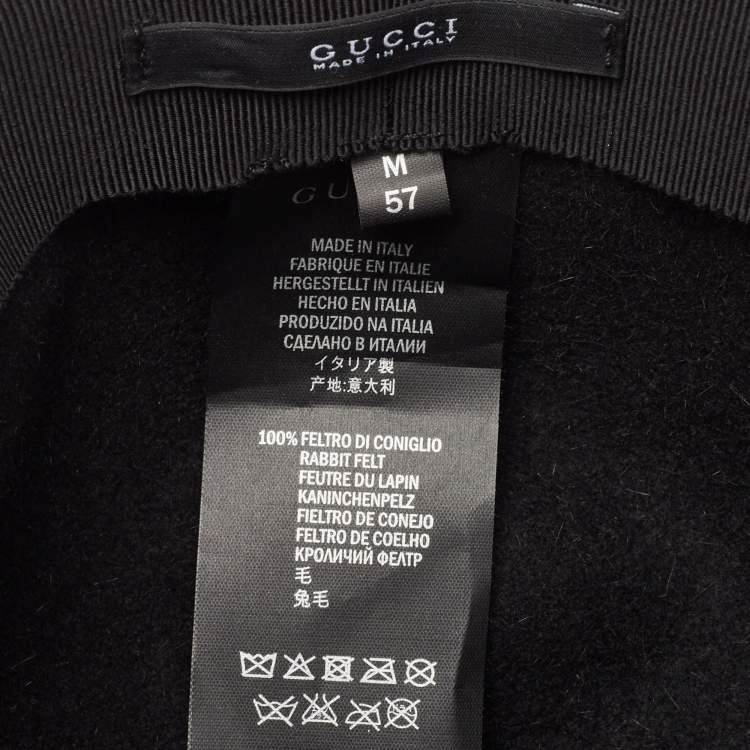 GUCCI
MADE IN ITALY
M
57
GU
MADE IN ITALY
FABRIQUE EN ITALIE
HERGESTELLT IN ITALIEN
HECHO EN ITALIA
PRODUZIDO NA ITALIA
СДЕЛАНО В ИТАЛИИ
イタリア製
产地:意大利
100% FELTRO DI CONIGLIO
RABBIT FELT
FEUTRE DU LAPIN
KANINCHENPELZ
FIELTRO DE CONEJO
FELTRO DE COELHO
КРОЛИЧИЙ ФЕЛТР
毛
兔毛